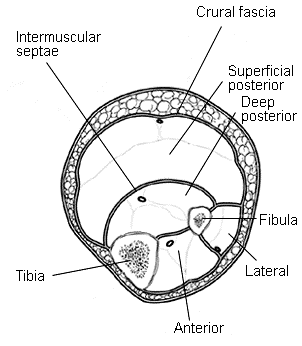 Crural fascia
Intermuscular
septae
Superficial
posterior
Deep
posterior
Fibula
Lateral
Tibia
Anterior